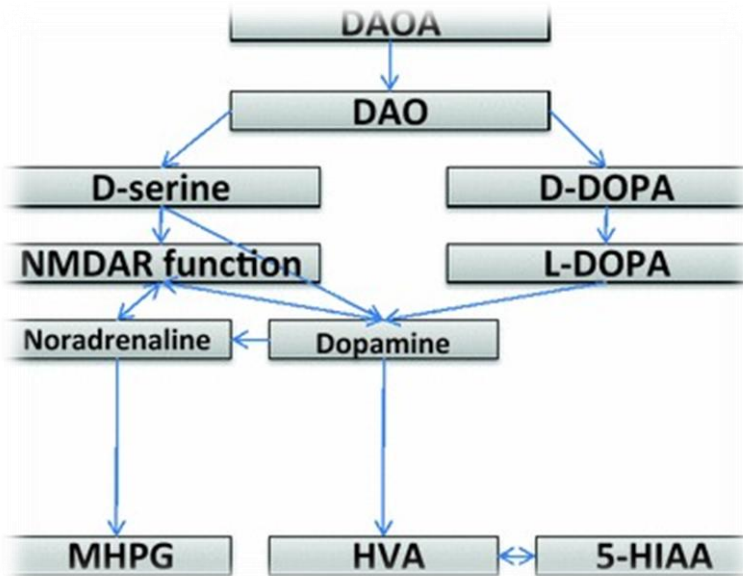 DAOA
DAO
D-serine
D-DOPA
NMDAR function
L-DOPA
Noradrenaline
Dopamine
MHPG
HVA
5-HIAA